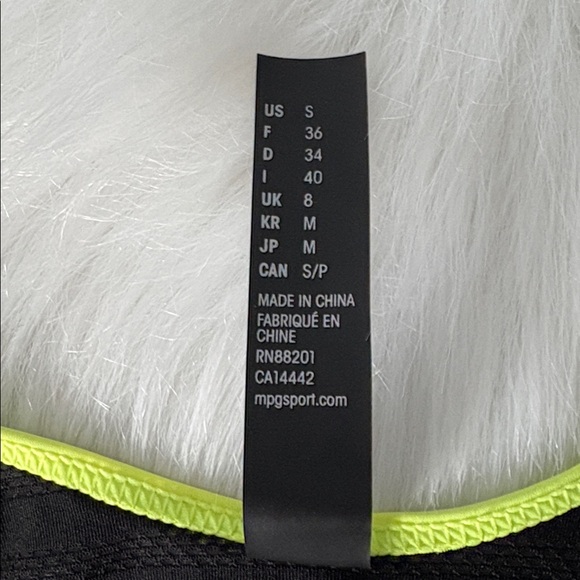 US S
F 36
D 34
I 40
UK 8
KR M
JP M
CAN S/P
MADE IN CHINA
FABRIQUÉ EN
CHINE
RN88201
CA14442
mpgsport.com